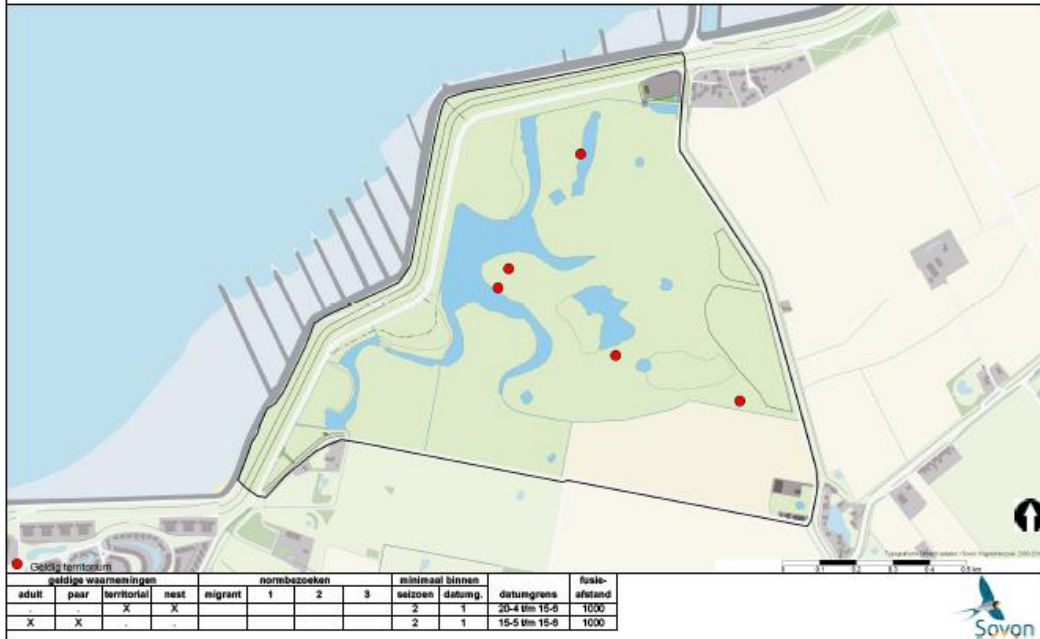 Geldig territorium
0 0.1 0.2 0.3 0.4 0.5 km
geldige waarnemingen normbezoeken minimaal binnen fusie-
adult paar territorial nest migrant 1 2 3 seizoen datumg. datumgrens afstand
. . X X 2 1 20-4 t/m 15-6 1000
X X . . 2 1 15-5 t/m 15-6 1000
Sovon